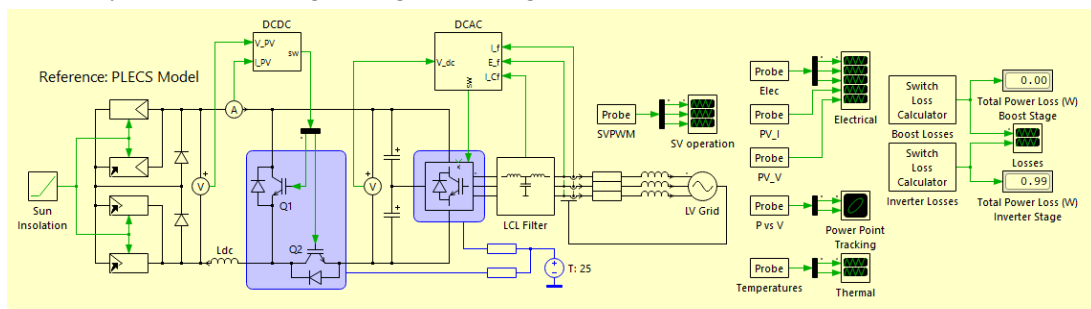 DCDC
V_PV
I_PV
sw
DCAC
V_dc
I_f
E_f
I_Cf
sw
Reference: PLECS Model
A
V
V
Sun
Insolation
Ldc
Q1
Q2
LCL Filter
LV Grid
T: 25
Probe
SVPWM
SV operation
Probe
Elec
Probe
PV_I
Probe
PV_V
Electrical
Probe
P vs V
Power Point
Tracking
Probe
Temperatures
Thermal
Switch
Loss
Calculator
Boost Losses
Switch
Loss
Calculator
Inverter Losses
0.00
Total Power Loss (W)
Boost Stage
Losses
0.99
Total Power Loss (W)
Inverter Stage